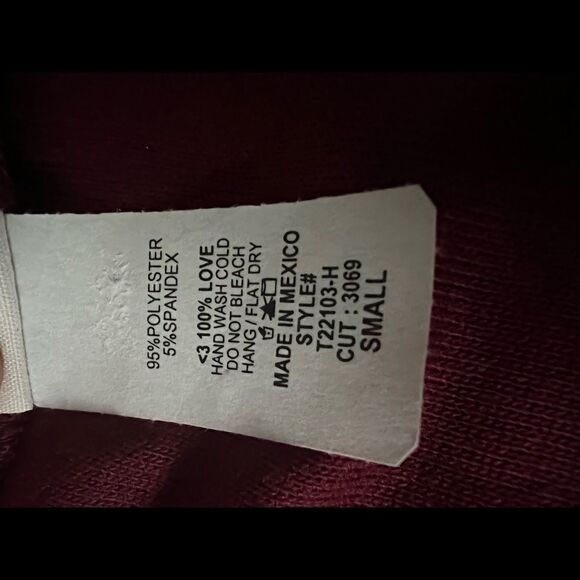 95%POLYESTER
5%SPANDEX
<3 100% LOVE
HAND WASH COLD
DO NOT BLEACH
HANG / FLAT DRY
MADE IN MEXICO
STYLE#
T22103-H
CUT : 3069
SMALL